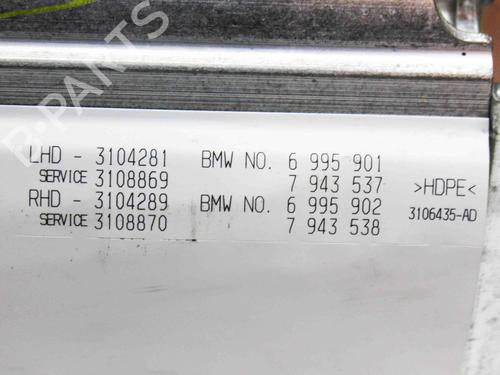 B-PARTS
LHD - 3104281 BMW NO. 6 995 901
SERVICE 3108869 7 943 537 >HDPE<
RHD - 3104289 BMW NO. 6 995 902
SERVICE 3108870 7 943 538 3106435-AD